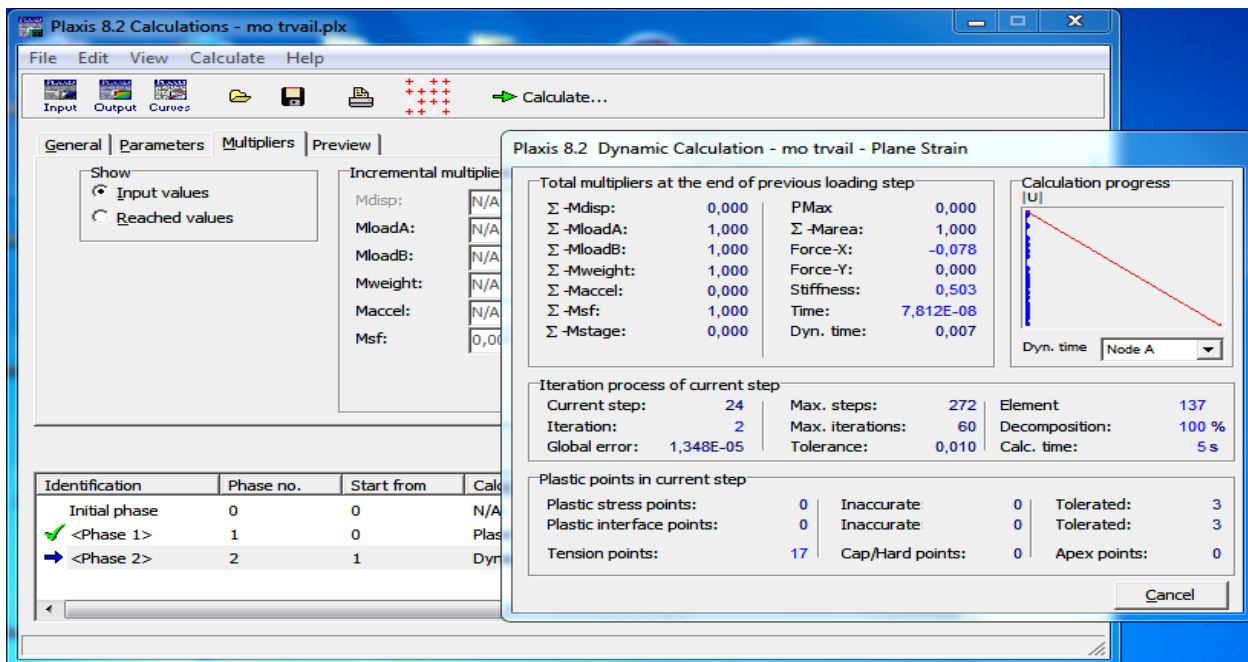 Plaxis 8.2 Calculations - mo trvail.plx
File Edit View Calculate Help
Input Output Curves Calculate...
General Parameters Multipliers Preview
Show
Input values
Reached values
Incremental multiplie
Mdisp: N/A
MloadA: N/A
MloadB: N/A
Mweight: N/A
Maccel: N/A
Msf: 0,00
Identification Phase no. Start from Calc
Initial phase 0 0 N/A
<Phase 1> 1 0 Plas
<Phase 2> 2 1 Dyn
Plaxis 8.2 Dynamic Calculation - mo trvail - Plane Strain
Total multipliers at the end of previous loading step
Σ -Mdisp: 0,000 PMax 0,000
Σ -MloadA: 1,000 Σ -Marea: 1,000
Σ -MloadB: 1,000 Force-X: -0,078
Σ -Mweight: 1,000 Force-Y: 0,000
Σ -Maccel: 0,000 Stiffness: 0,503
Σ -Msf: 1,000 Time: 7,812E-08
Σ -Mstage: 0,000 Dyn. time: 0,007
Calculation progress
|U|
Dyn. time Node A
Iteration process of current step
Current step: 24 Max. steps: 272 Element 137
Iteration: 2 Max. iterations: 60 Decomposition: 100 %
Global error: 1,348E-05 Tolerance: 0,010 Calc. time: 5 s
Plastic points in current step
Plastic stress points: 0 Inaccurate 0 Tolerated: 3
Plastic interface points: 0 Inaccurate 0 Tolerated: 3
Tension points: 17 Cap/Hard points: 0 Apex points: 0
Cancel